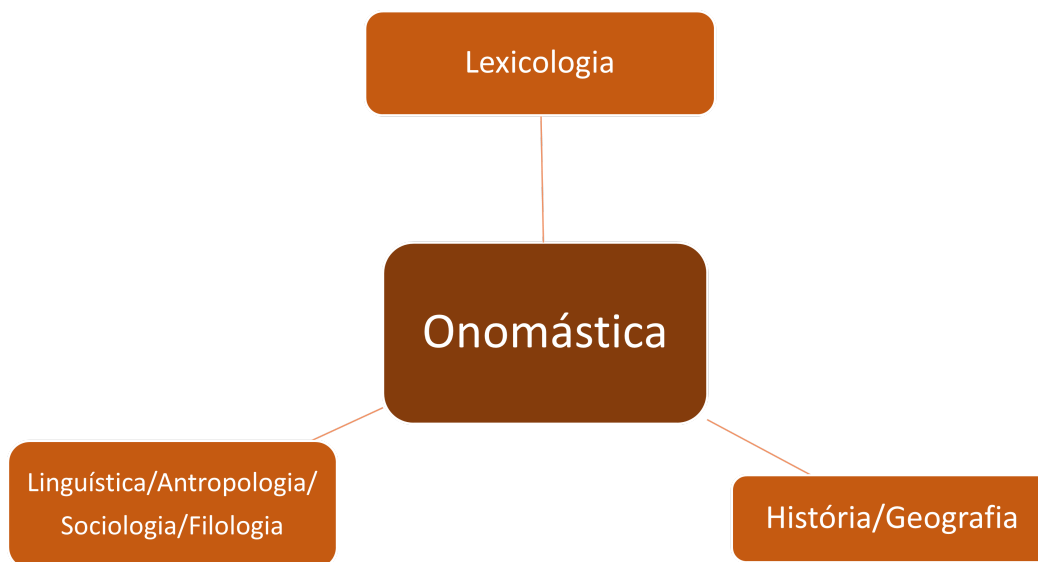 Lexicologia
Onomástica
Linguística/Antropologia/
Sociologia/Filologia
História/Geografia